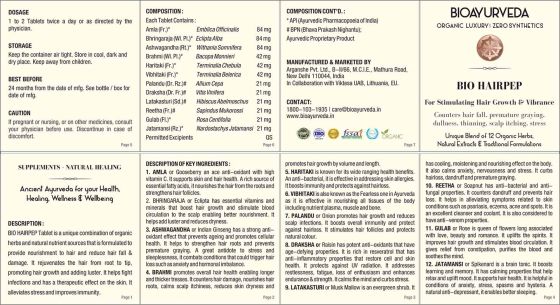 DOSAGE
1 to 2 Tablets twice a day or as directed by the
physician.
STORAGE
Keep the container air tight. Store in cool, dark and
dry place. Keep away from children.
BEST BEFORE
24 months from the date of mfg. See bottle / box for
date of mfg.
CAUTION
If pregnant or nursing, or on other medicines, consult
your physician before use. Discontinue in case of
discomfort.
Page 5
COMPOSITION :
Each Tablet Contains :
Amla (Fr.)* Emblica Officinalis 84 mg
Bhringaraja (Wl. Pl)* Eclipta Alba 84 mg
Ashwagandha (Rt.)* Withania Somnifera 84 mg
Brahmi (Wl. Pl)* Bacopa Monnieri 42 mg
Haritaki (Fr.)* Terminalia Chebula 42 mg
Vibhitaki (Fr.)* Terminalia Belerica 42 mg
Palandu (Dr. Rz)# Allium Cepa 21 mg
Draksha (Dr. Fr.)# Vitis Vinifera 21 mg
Latakasturi (Sd.)# Hibiscus Abelmoschus 21 mg
Reetha (Fr.)# Sapindus Mukorossi 21 mg
Gulab (Fl.)* Rosa Centifolia 21 mg
Jatamansi (Rz.)* Nardostachys Jatamansi 21 mg
Permitted Excipients QS
Page 6
COMPOSITION CONT'D. :
* API (Ayurvedic Pharmacopoeia of India)
# BPN (Bhava Prakash Nighantu);
Ayurvedic Proprietary Product
MANUFACTURED & MARKETED BY
Arganshe Pvt. Ltd., B-II/66, M.C.I.E., Mathura Road,
New Delhi 110044, India
In Collaboration with Vikleea UAB, Lithuania, EU.
CONTACT:
1800-103-1935 | care@bioayurveda.in
www.bioayurveda.in
fssai
ORGANIC
Page 7
BIOAYURVEDA
ORGANIC LUXURY | ZERO SYNTHETICS
BIO HAIRPEP
For Stimulating Hair Growth & Vibrance
Counters hair fall, premature graying,
dullness, thinning, scalp itching, stress
Unique Blend of 12 Organic Herbs,
Natural Extracts & Traditional Formulations
SUPPLEMENTS - NATURAL HEALING
Ancient Ayurveda for your Health,
Healing, Wellness & Wellbeing
DESCRIPTION :
BIO HAIRPEP Tablet is a unique combination of organic
herbs and natural nutrient sources that is formulated to
provide nourishment to hair and reduce hair fall &
damage. It rejuvenates the hair from root to tip,
promoting hair growth and adding luster. It helps fight
infections and has a therapeutic effect on the skin. It
alleviates stress and improves immunity.
Page 1
DESCRIPTION OF KEY INGREDIENTS :
1. AMLA or Gooseberry an ace anti-oxidant with high
vitamin C. It supports skin and hair health. A rich source of
essential fatty acids, it nourishes the hair from the roots and
strengthens hair follicles.
2. BHRINGARAJA or Eclipta has essential vitamins and
minerals that boost hair growth and stimulate blood
circulation to the scalp enabling better nourishment. It
helps add luster and reduces dryness.
3. ASHWAGANDHA or Indian Ginseng has a strong anti-
oxidant effect that prevents ageing and promotes cellular
health. It helps to strengthen hair roots and prevents
premature graying. A great antidote to stress and
sleeplessness, it combats conditions that could trigger hair
loss such as anxiety and hormonal imbalance.
4. BRAHMI promotes overall hair health enabling longer
and thicker tresses. It counters hair damage, nourishes hair
roots, calms scalp itchiness, reduces skin dryness and
Page 2
promotes hair growth by volume and length.
5. HARITAKI is known for its wide ranging health benefits.
An anti-bacterial, it is effective in addressing skin allergies.
It boosts immunity and protects against hairloss.
6. VIBHITAKI is also known as the Fearless one in Ayurveda
as it is effective in nourishing all tissues of the body
including nutrient plasma, muscle and bone.
7. PALANDU or Onion promotes hair growth and reduces
scalp infections. It boosts overall immunity and protect
against hairloss. It stimulates hair follicles and protects
natural colour.
8. DRAKSHA or Raisin has potent anti-oxidants that have
age-defying properties. It is rich in resveratrol that has
anti-inflammatory properties that restore cell and skin
health. It protects against UV radiation. It addresses
restlessness, fatigue, loss of enthusiasm and enhances
endurance & strength. It calms the mind and curbs stress.
9. LATAKASTURI or Musk Mallow is an evergreen shrub. It
Page 3
has cooling, moisturizing and nourishing effect on the body.
It also calms anxiety, nervousness and stress. It curbs
hairloss, dandruff and premature graying.
10. REETHA or Soapnut has anti-bacterial and anti-
fungal properties. It counters dandruff and prevents hair
loss. It helps in alleviating symptoms related to skin
conditions such as psoriasis, eczema, acne and spots. It is
an excellent cleanser and coolant. It is also considered to
have anti-venom properties.
11. GULAB or Rose is queen of flowers long associated
with love, beauty and romance. It uplifts the spirits. It
improves hair growth and stimulates blood circulation. It
gives relief from constipation, purifies the blood and
soothes the mind.
12. JATAMANSI or Spikenard is a brain tonic. It boosts
learning and memory. It has calming properties that help
relax and uplift mood. It supports hair health. It is helpful in
conditions of anxiety, stress, spasms and hysteria. A
natural anti-depressant, it enables better sleep.
Page 4